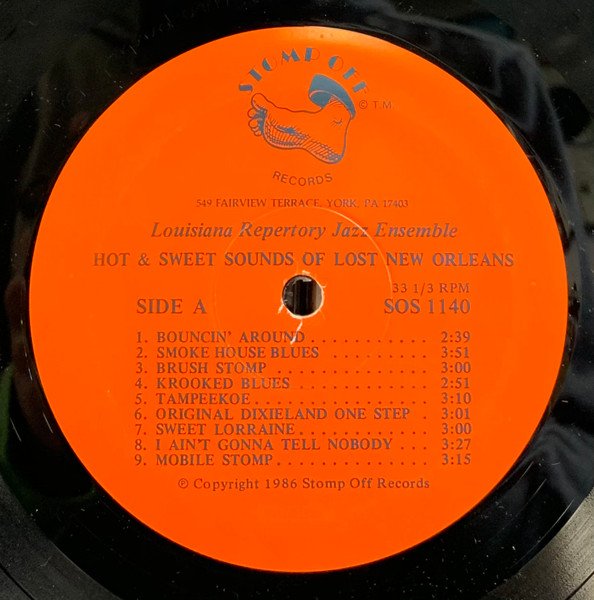 STOMP OFF
© T.M.
RECORDS
549 FAIRVIEW TERRACE, YORK, PA 17403
Louisiana Repertory Jazz Ensemble
HOT & SWEET SOUNDS OF LOST NEW ORLEANS
33 1/3 RPM
SIDE A SOS 1140
1. BOUNCIN' AROUND . . . . . . . . . . . 2:39
2. SMOKE HOUSE BLUES . . . . . . . . . . 3:51
3. BRUSH STOMP . . . . . . . . . . . . . . . 3:00
4. KROOKED BLUES . . . . . . . . . . . . . 2:51
5. TAMPEEKOE . . . . . . . . . . . . . . . . . 3:10
6. ORIGINAL DIXIELAND ONE STEP . 3:01
7. SWEET LORRAINE . . . . . . . . . . . . 3:00
8. I AIN'T GONNA TELL NOBODY . . . 3:27
9. MOBILE STOMP . . . . . . . . . . . . . . 3:15
℗ Copyright 1986 Stomp Off Records